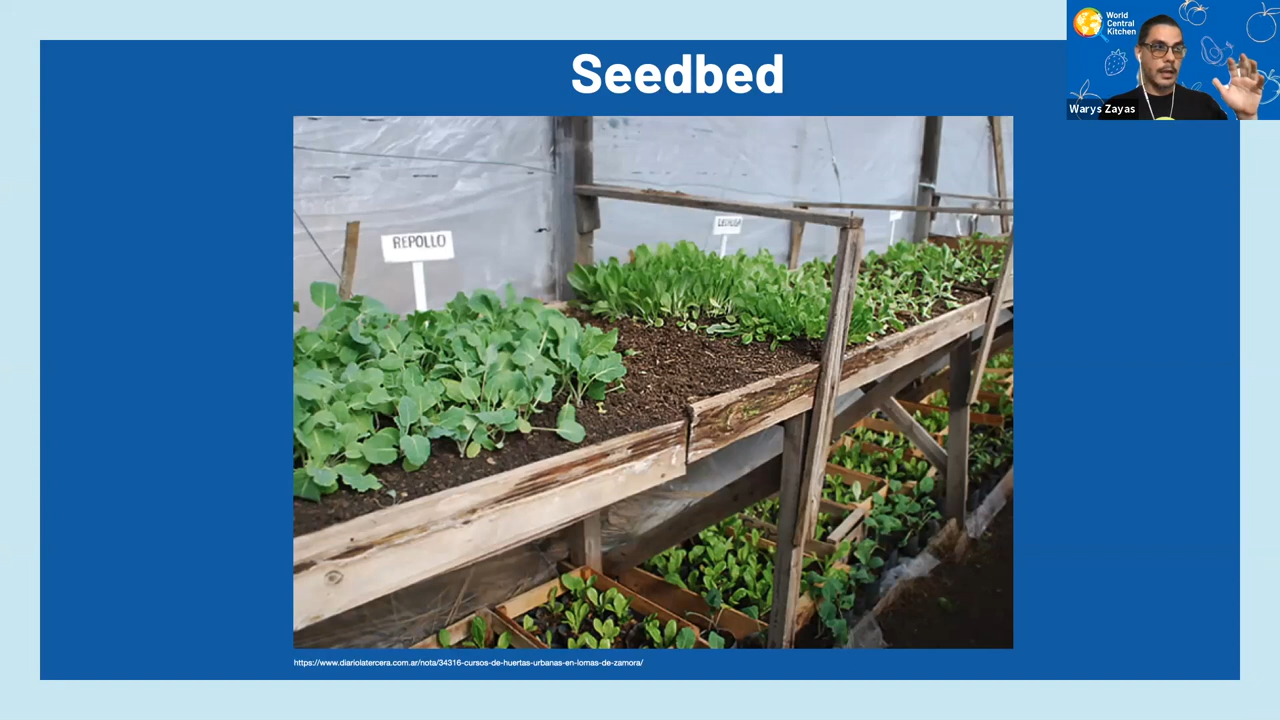 World
Central
Kitchen
Seedbed
Warys Zayas
REPOLLO
LECHUGA
https://www.diariolatercera.com.ar/nota/34316-cursos-de-huertas-urbanas-en-lomas-de-zamora/